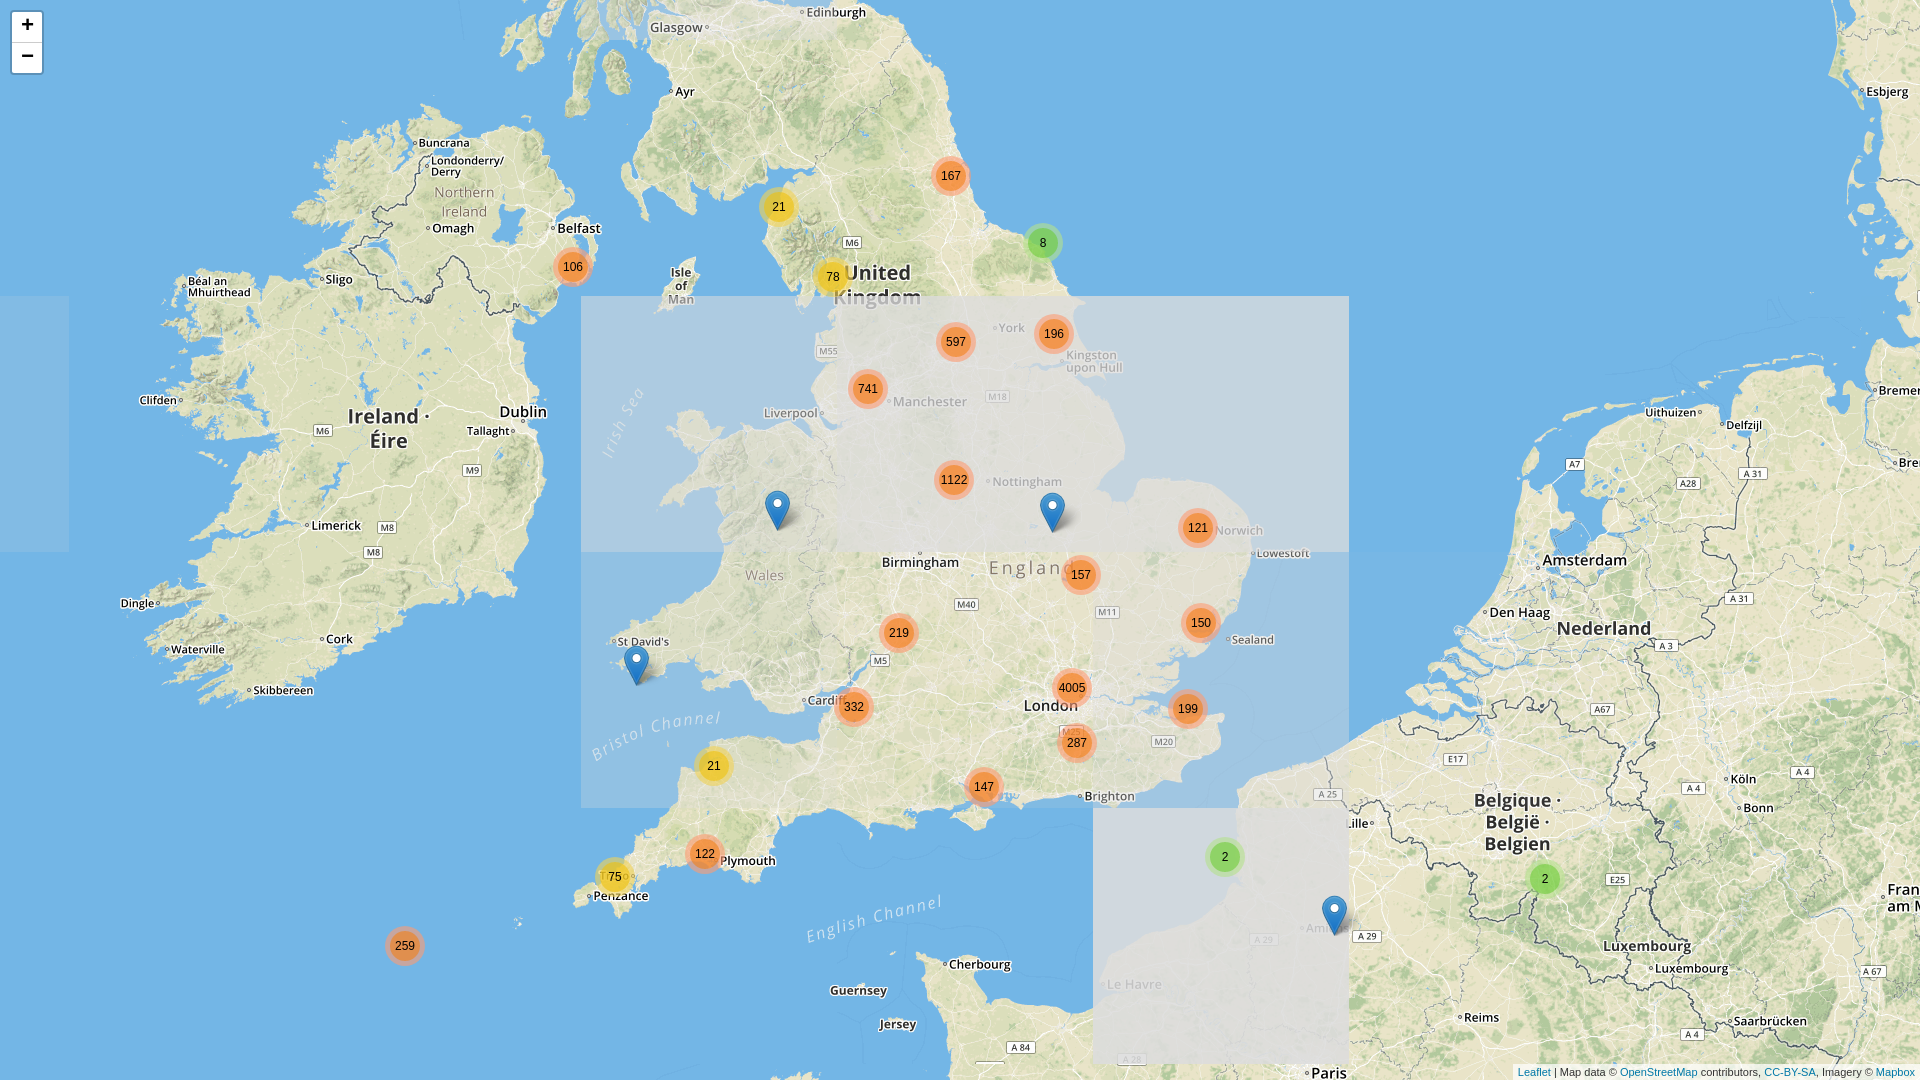 +
−
Edinburgh
Glasgow
Ayr
Esbjerg
Buncrana
Londonderry/
Derry
Northern
Ireland
Omagh
Belfast
167
21
M6
8
106
78
United
Kingdom
Isle
of
Man
Sligo
Béal an
Mhuirthead
York
196
597
M55
Kingston
upon Hull
741
Manchester
M18
Liverpool
Irish Sea
Clifden
Ireland ·
Éire
Dublin
Tallaght
M6
M9
Uithuizen
Delfzijl
A7
A 31
A28
1122
Nottingham
Limerick
M8
M8
121
Norwich
Lowestoft
Birmingham
England
157
Wales
Amsterdam
Dingle
M40
M11
150
A 31
Den Haag
Nederland
219
Cork
St David's
Sealand
Waterville
M5
A 3
Skibbereen
Cardiff
332
4005
London
199
A67
Bristol Channel
287
M20
E17
21
147
Brighton
A 25
Köln
A 4
A 4
Bonn
Belgique ·
België ·
Belgien
Lille
122
Plymouth
2
75
Penzance
2
E25
259
English Channel
A 29
A 29
Luxembourg
Luxembourg
A 67
Cherbourg
Guernsey
Le Havre
Jersey
Reims
Saarbrücken
A 84
A 28
A 4
Paris
Leaflet | Map data © OpenStreetMap contributors, CC-BY-SA, Imagery © Mapbox